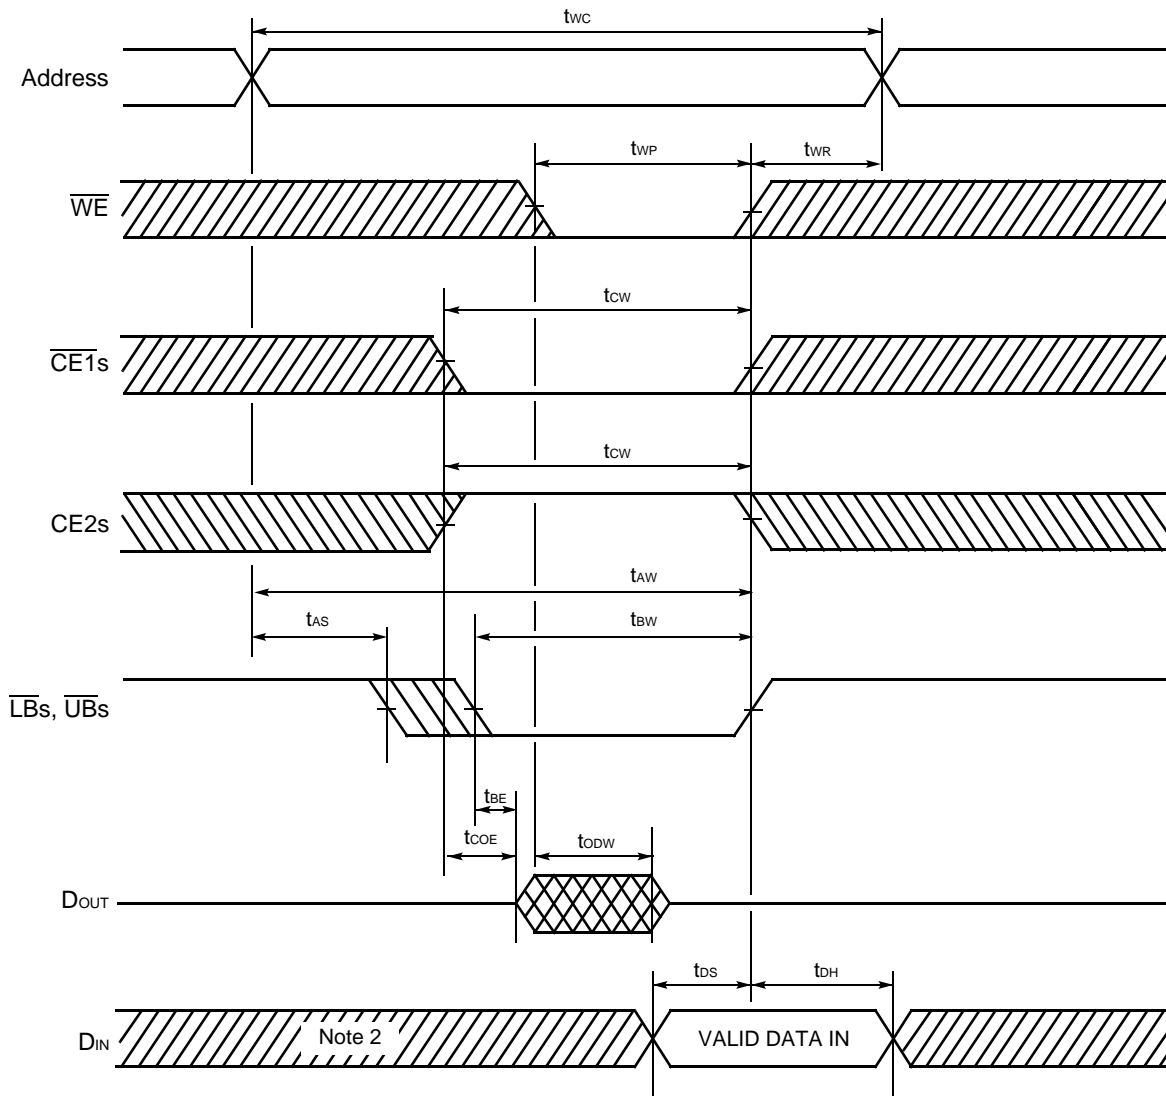 tWC
Address
tWP
tWR
WE
tCW
CE1s
tCW
CE2s
tAW
tAS
tBW
LBs, UBs
tBE
tCOE
tODW
DOUT
tDS
tDH
DIN
Note 2
VALID DATA IN